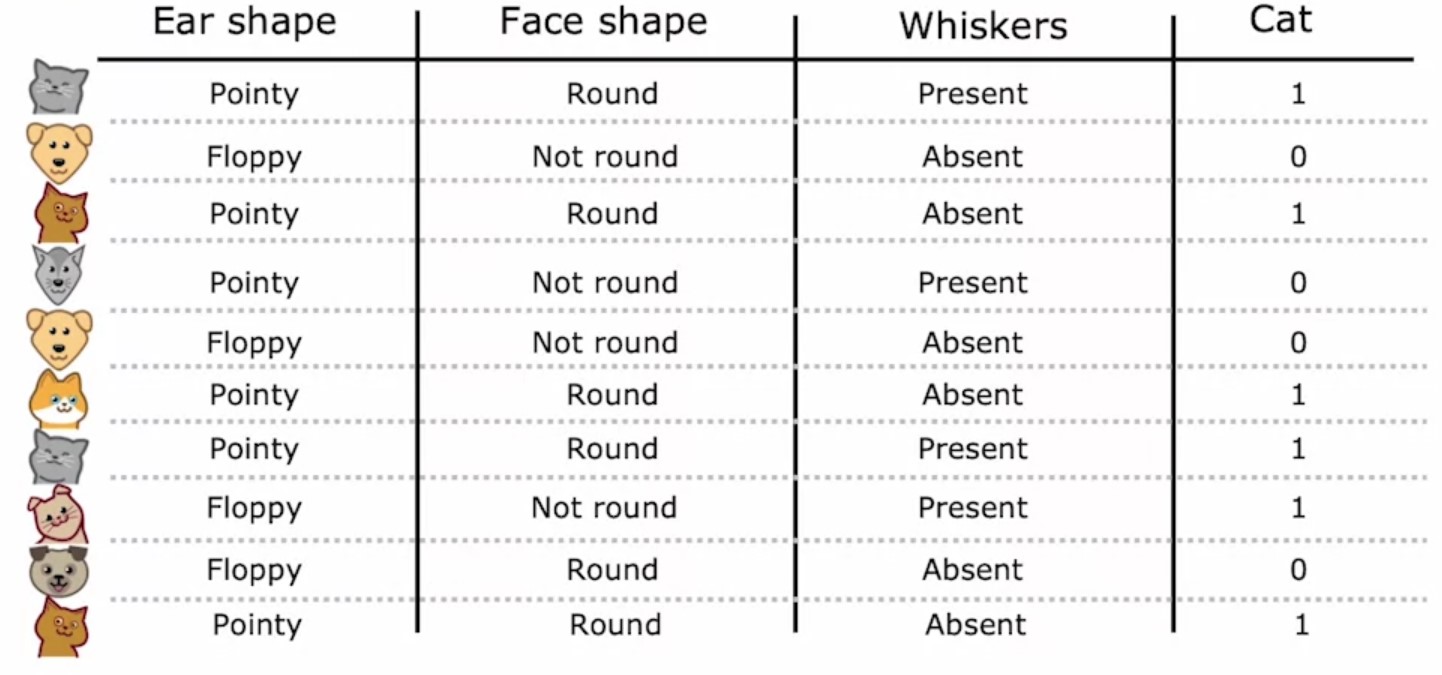 Ear shape Face shape Whiskers Cat
Pointy Round Present 1
Floppy Not round Absent 0
Pointy Round Absent 1
Pointy Not round Present 0
Floppy Not round Absent 0
Pointy Round Absent 1
Pointy Round Present 1
Floppy Not round Present 1
Floppy Round Absent 0
Pointy Round Absent 1